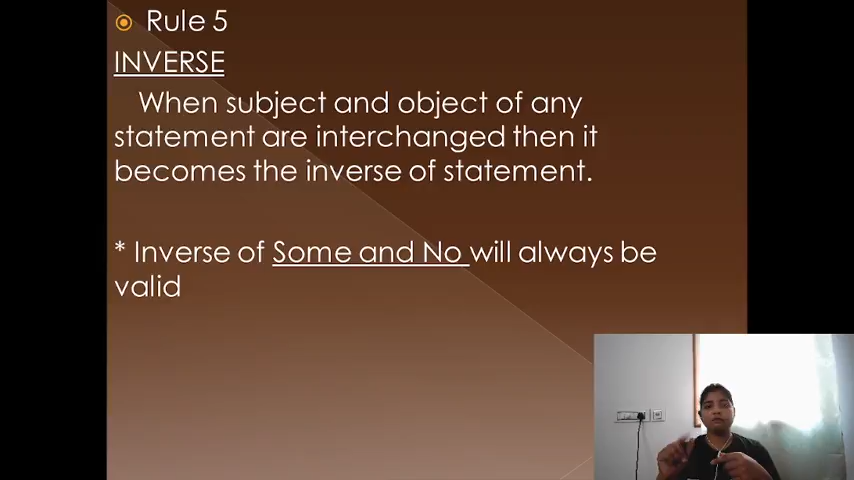 Rule 5
INVERSE
When subject and object of any
statement are interchanged then it
becomes the inverse of statement.
* Inverse of Some and No will always be
valid